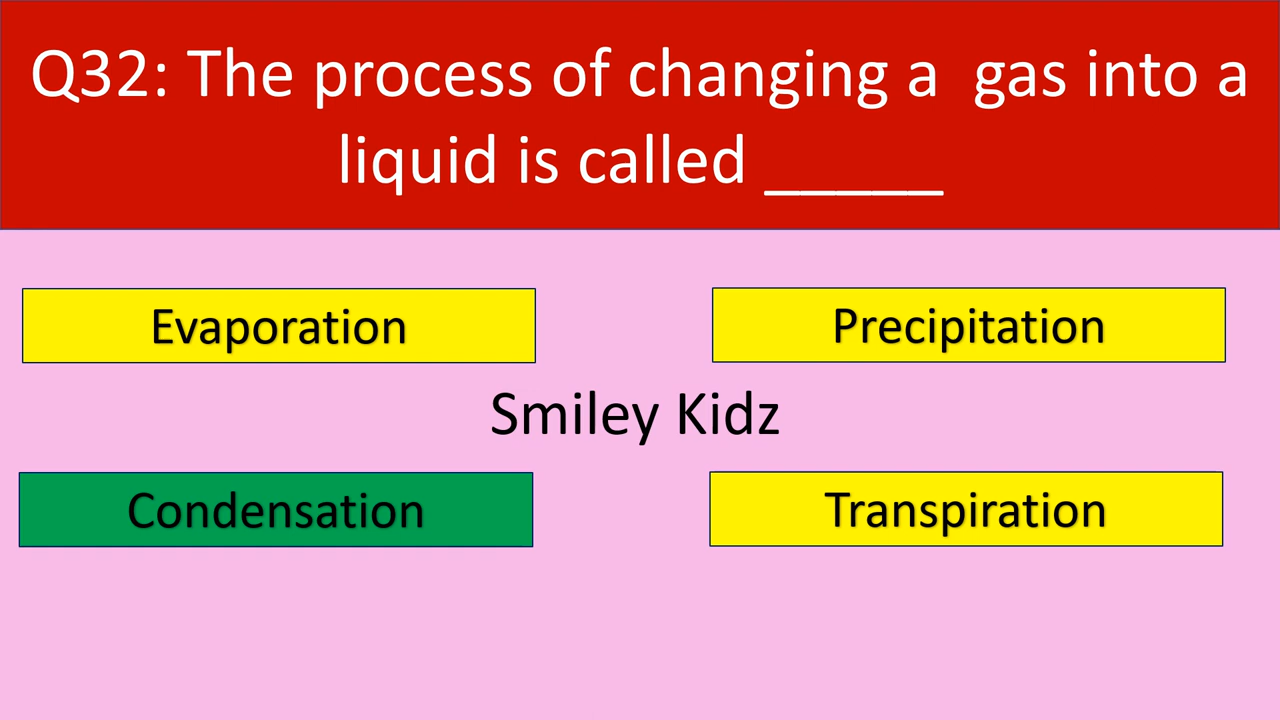 Q32: The process of changing a  gas into a
liquid is called _____
Evaporation
Precipitation
Smiley Kidz
Condensation
Transpiration